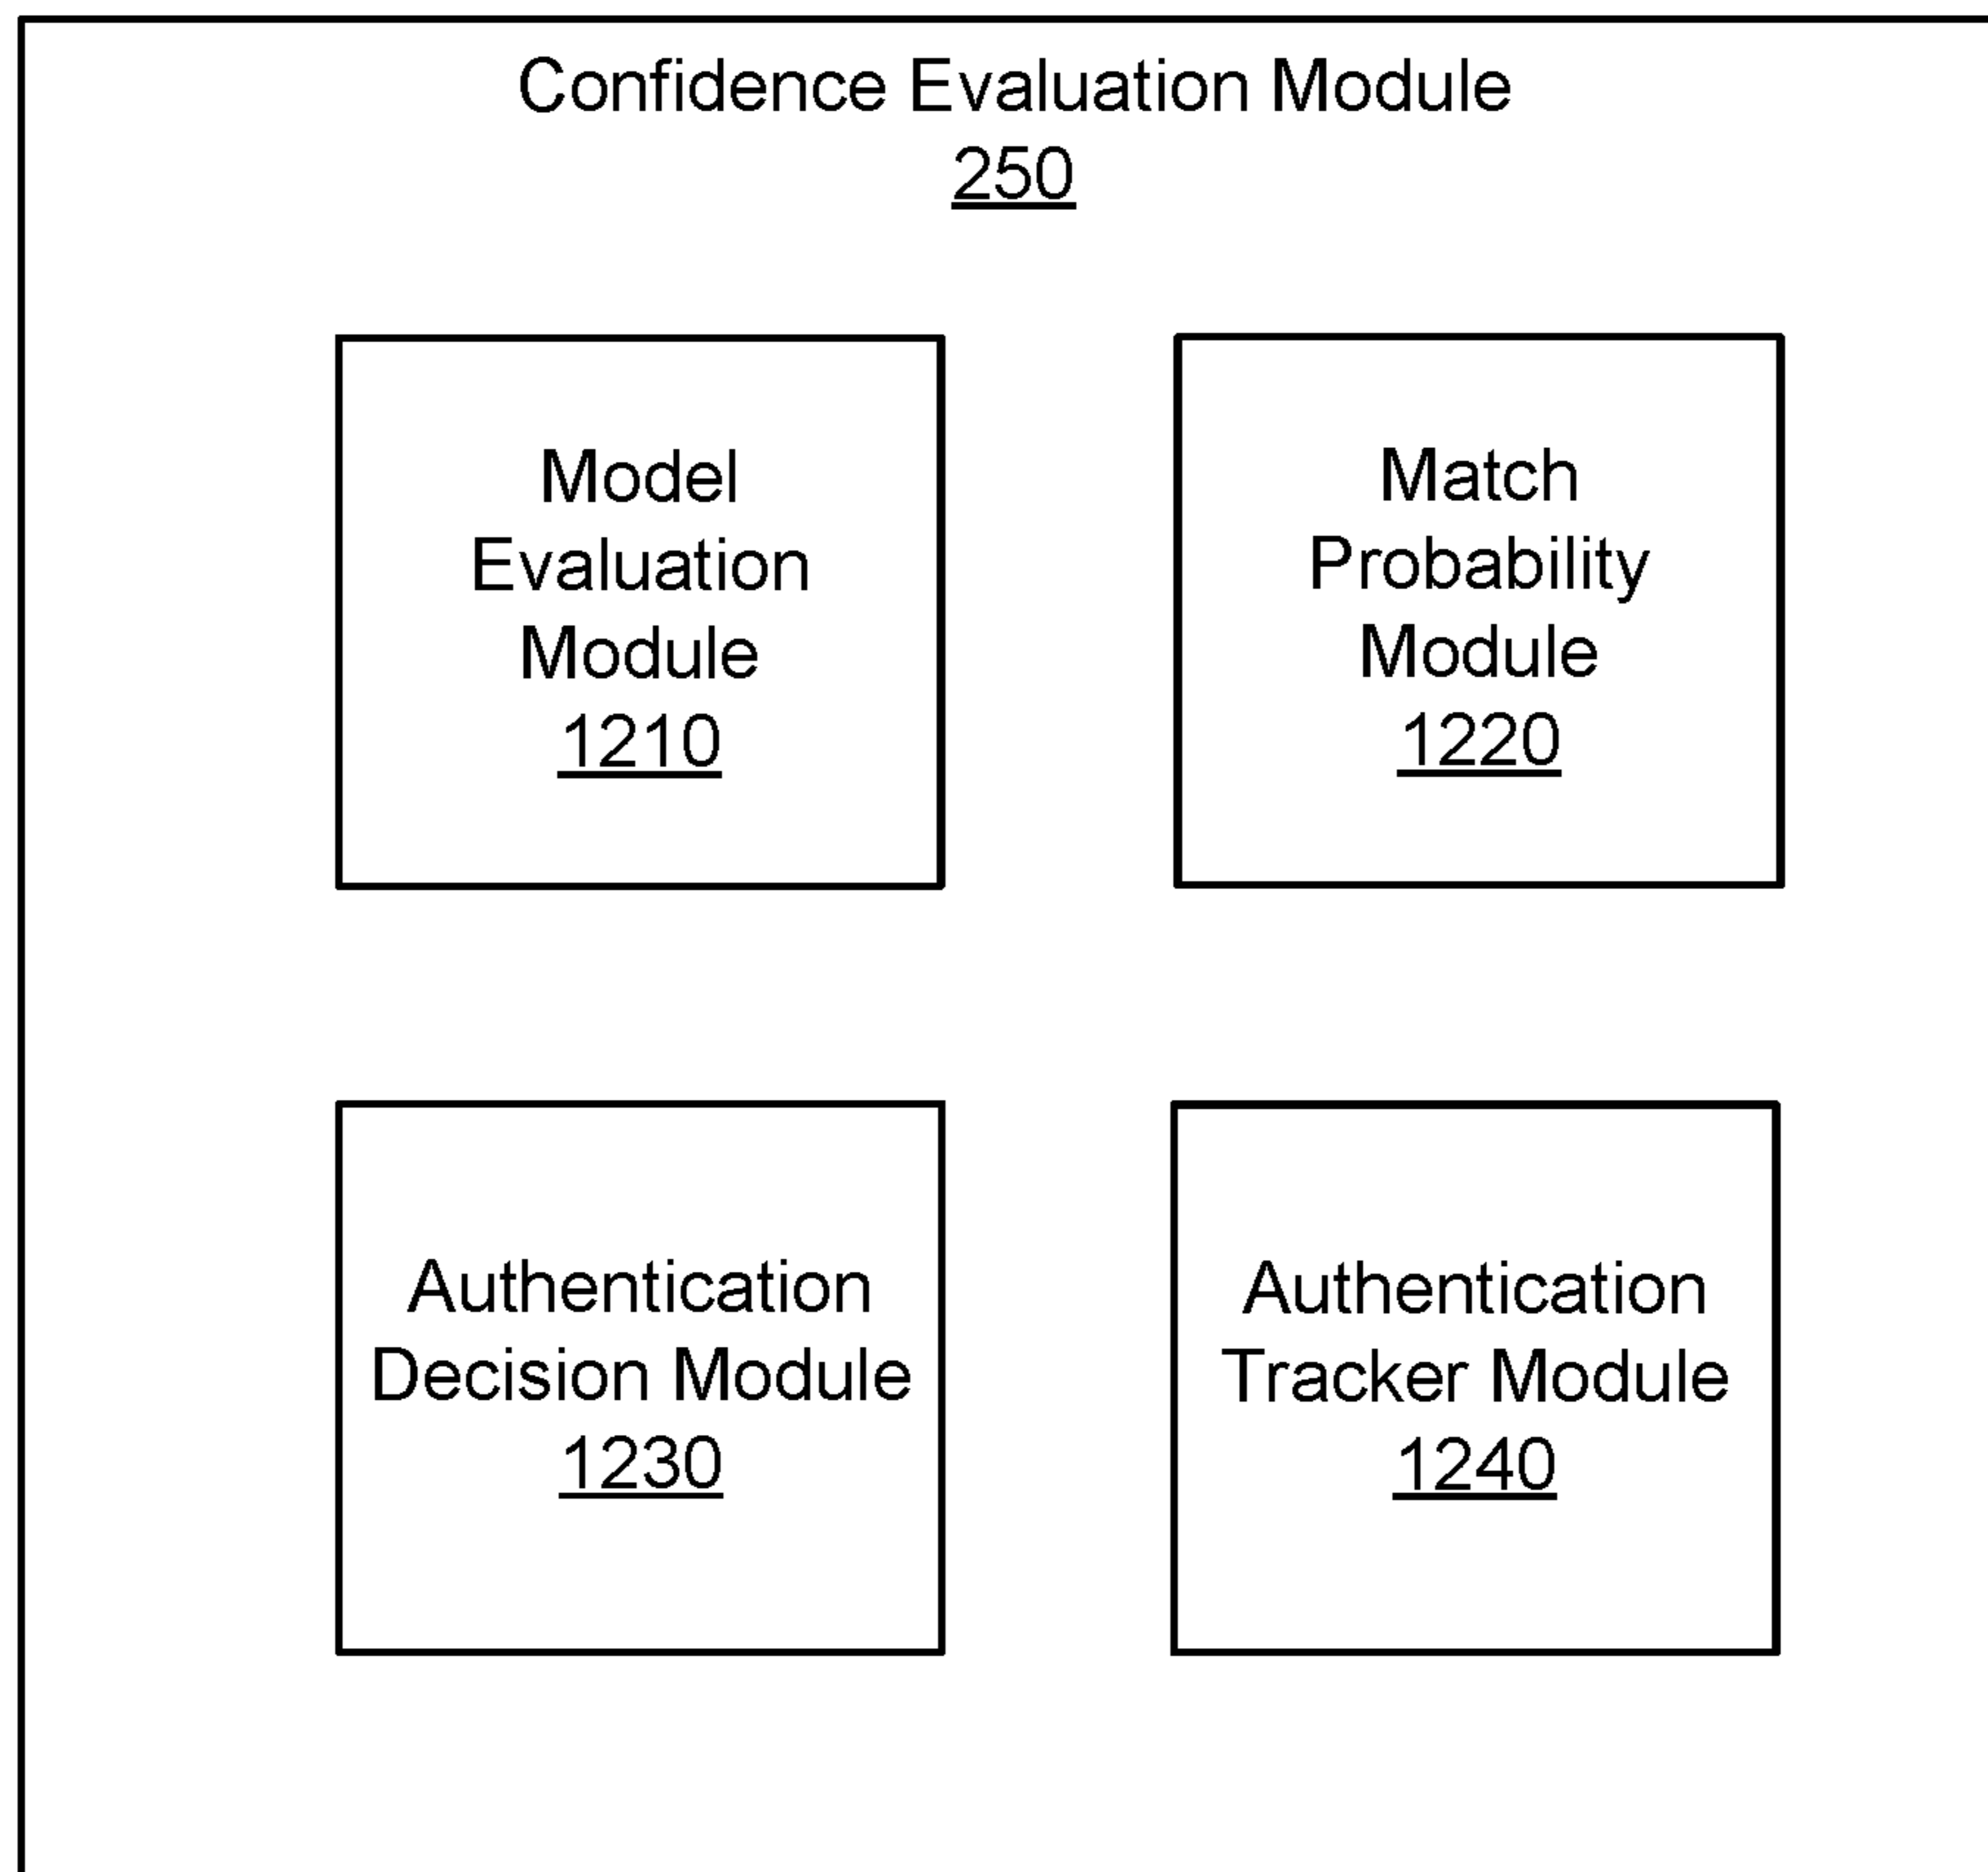 Confidence Evaluation Module
250
Model
Evaluation
Module
1210
Match
Probability
Module
1220
Authentication
Decision Module
1230
Authentication
Tracker Module
1240